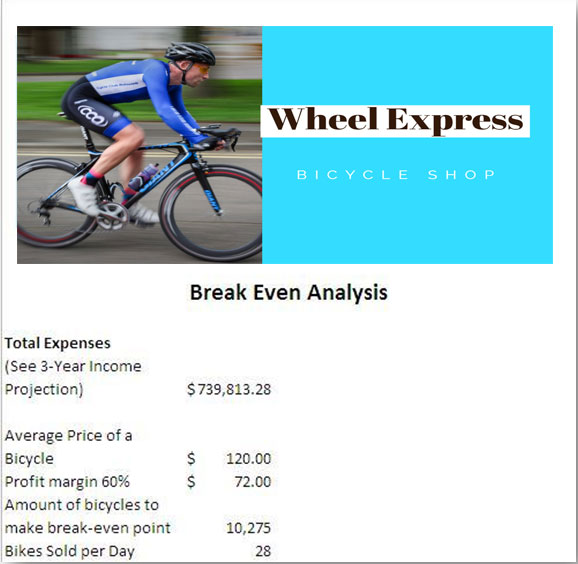 Wheel Express
BICYCLE SHOP
Break Even Analysis
Total Expenses
(See 3-Year Income
Projection) $739,813.28
Average Price of a
Bicycle $ 120.00
Profit margin 60% $ 72.00
Amount of bicycles to
make break-even point 10,275
Bikes Sold per Day 28